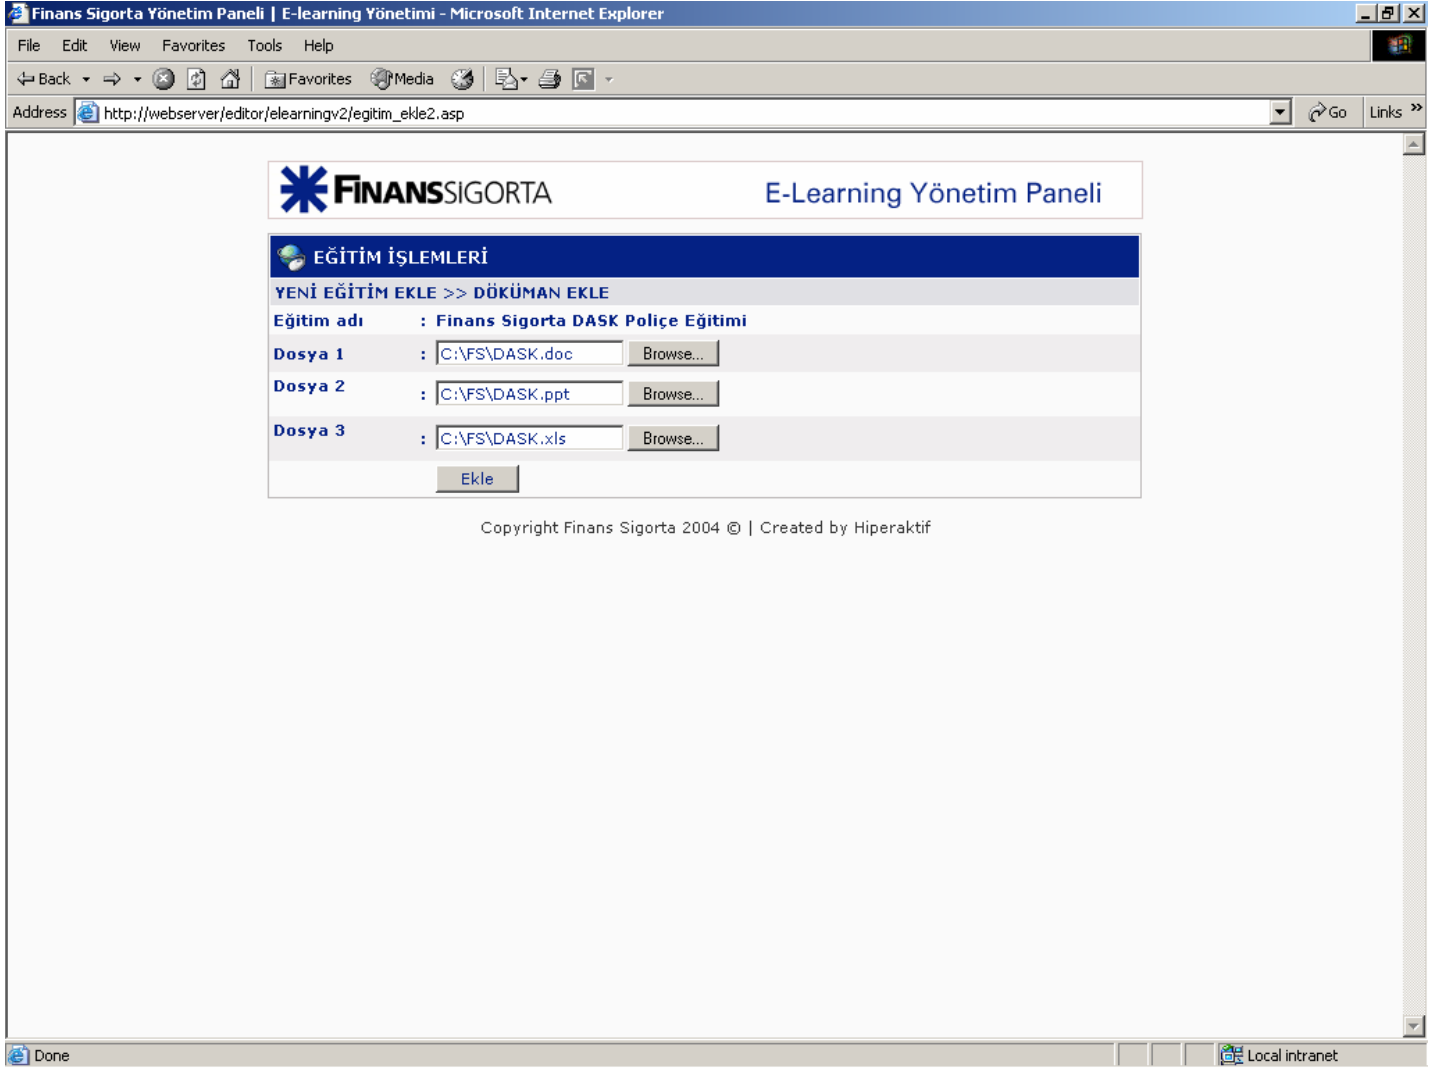 Finans Sigorta Yönetim Paneli | E-learning Yönetimi - Microsoft Internet Explorer
File Edit View Favorites Tools Help
Back Favorites Media
Address http://webserver/editor/elearningv2/egitim_ekle2.asp Go Links »
FİNANSSİGORTA E-Learning Yönetim Paneli
EĞİTİM İŞLEMLERİ
YENİ EĞİTİM EKLE >> DÖKÜMAN EKLE
Eğitim adı : Finans Sigorta DASK Poliçe Eğitimi
Dosya 1 : C:\FS\DASK.doc Browse...
Dosya 2 : C:\FS\DASK.ppt Browse...
Dosya 3 : C:\FS\DASK.xls Browse...
Ekle
Copyright Finans Sigorta 2004 © | Created by Hiperaktif
Done Local intranet